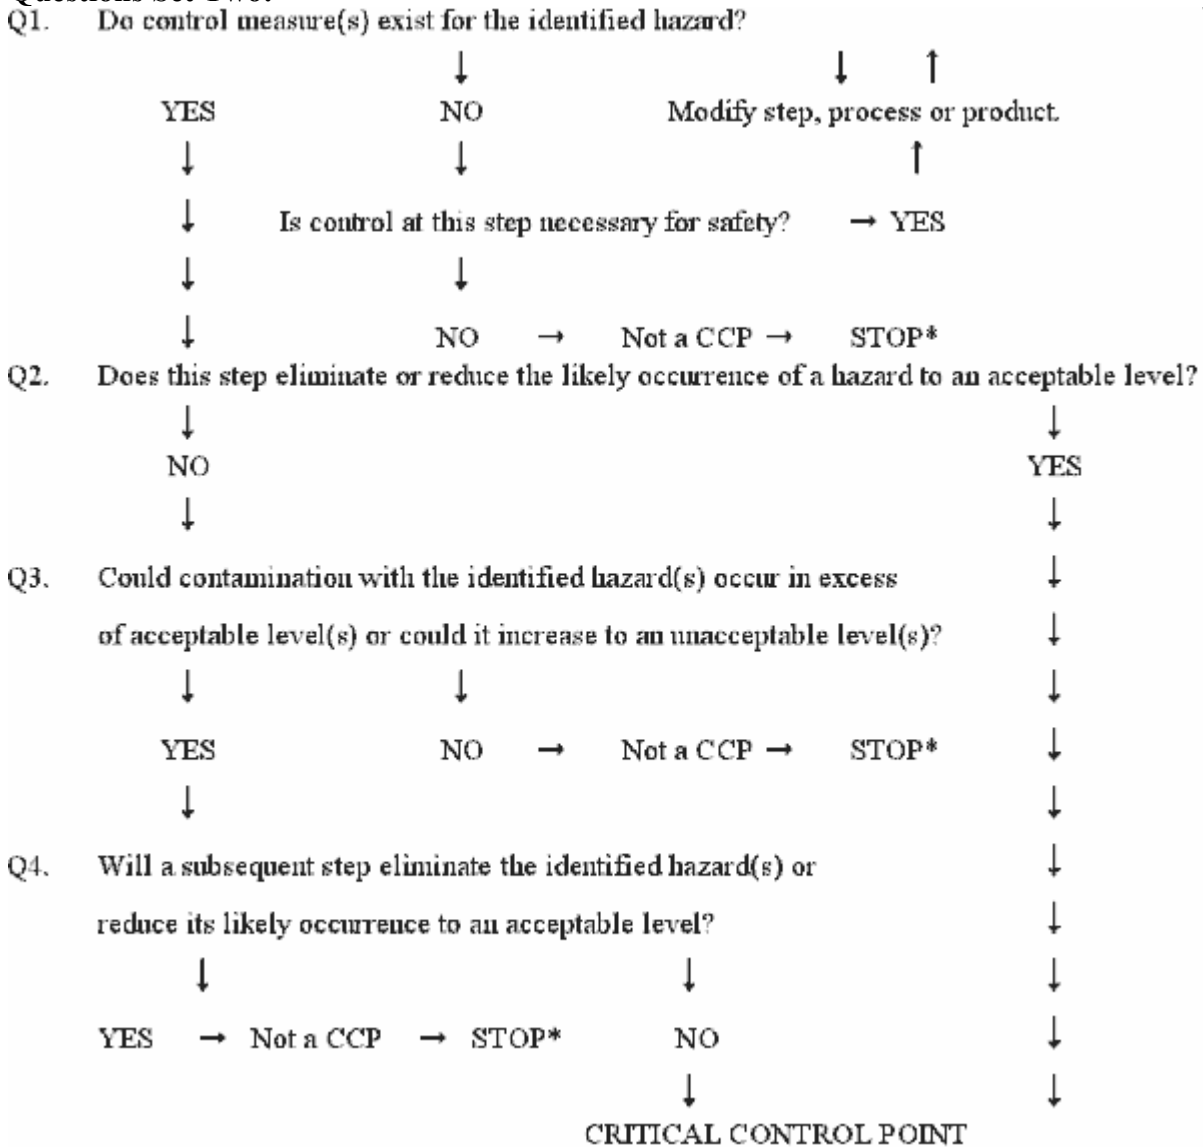 Questions Set Two:
Q1. Do control measure(s) exist for the identified hazard?
↓ ↓ ↑
YES NO Modify step, process or product.
↓ ↓ ↑
↓ Is control at this step necessary for safety? → YES
↓ ↓
↓ NO → Not a CCP → STOP*
Q2. Does this step eliminate or reduce the likely occurrence of a hazard to an acceptable level?
↓ ↓
NO YES
↓ ↓
Q3. Could contamination with the identified hazard(s) occur in excess ↓
of acceptable level(s) or could it increase to an unacceptable level(s)? ↓
↓ ↓ ↓
YES NO → Not a CCP → STOP* ↓
↓ ↓
Q4. Will a subsequent step eliminate the identified hazard(s) or ↓
reduce its likely occurrence to an acceptable level? ↓
↓ ↓ ↓
YES → Not a CCP → STOP* NO ↓
↓ ↓
CRITICAL CONTROL POINT